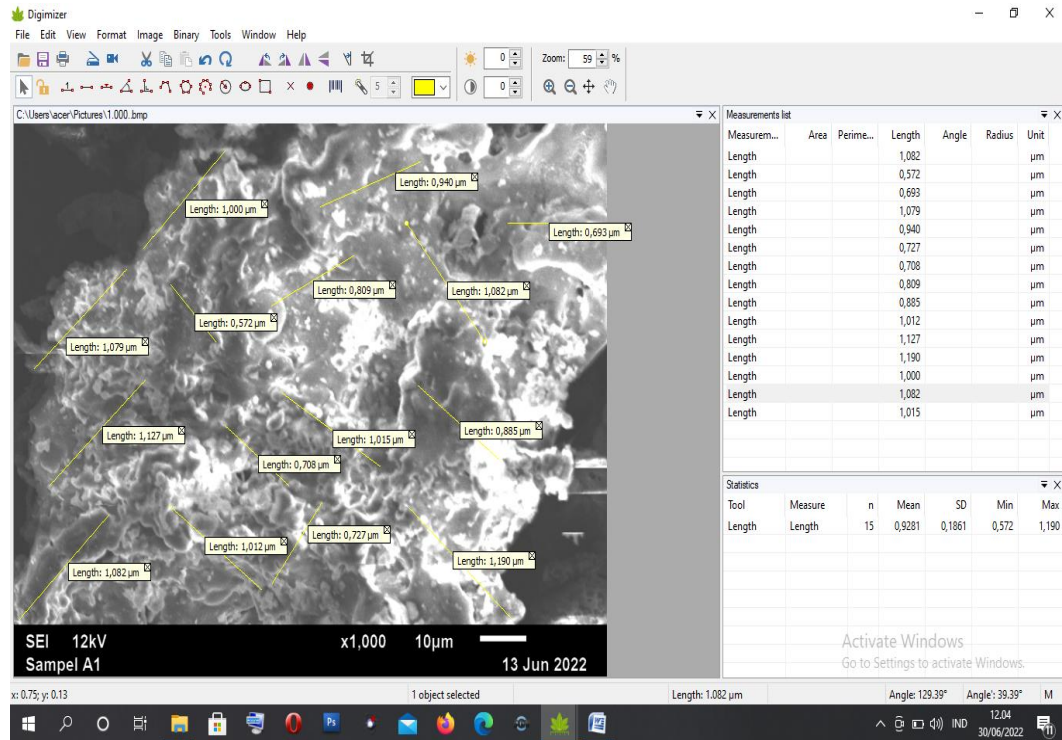 Digimizer
File Edit View Format Image Binary Tools Window Help
0 Zoom: 59 %
5 0
C:\Users\acer\Pictures\1.000..bmp
Length: 0,940 µm
Length: 1,000 µm
Length: 0,693 µm
Length: 0,809 µm
Length: 1,082 µm
Length: 0,572 µm
Length: 1,079 µm
Length: 0,885 µm
Length: 1,127 µm
Length: 1,015 µm
Length: 0,708 µm
Length: 0,727 µm
Length: 1,012 µm
Length: 1,190 µm
Length: 1,082 µm
SEI 12kV x1,000 10µm
Sampel A1 13 Jun 2022
Measurements list
Measurem... Area Perime... Length Angle Radius Unit
Length 1,082 µm
Length 0,572 µm
Length 0,693 µm
Length 1,079 µm
Length 0,940 µm
Length 0,727 µm
Length 0,708 µm
Length 0,809 µm
Length 0,885 µm
Length 1,012 µm
Length 1,127 µm
Length 1,190 µm
Length 1,000 µm
Length 1,082 µm
Length 1,015 µm
Statistics
Tool Measure n Mean SD Min Max
Length Length 15 0,9281 0,1861 0,572 1,190
Activate Windows
Go to Settings to activate Windows.
x: 0.75; y: 0.13 1 object selected Length: 1.082 µm Angle: 129.39° Angle': 39.39° M
Ps IND 12.04
30/06/2022 11